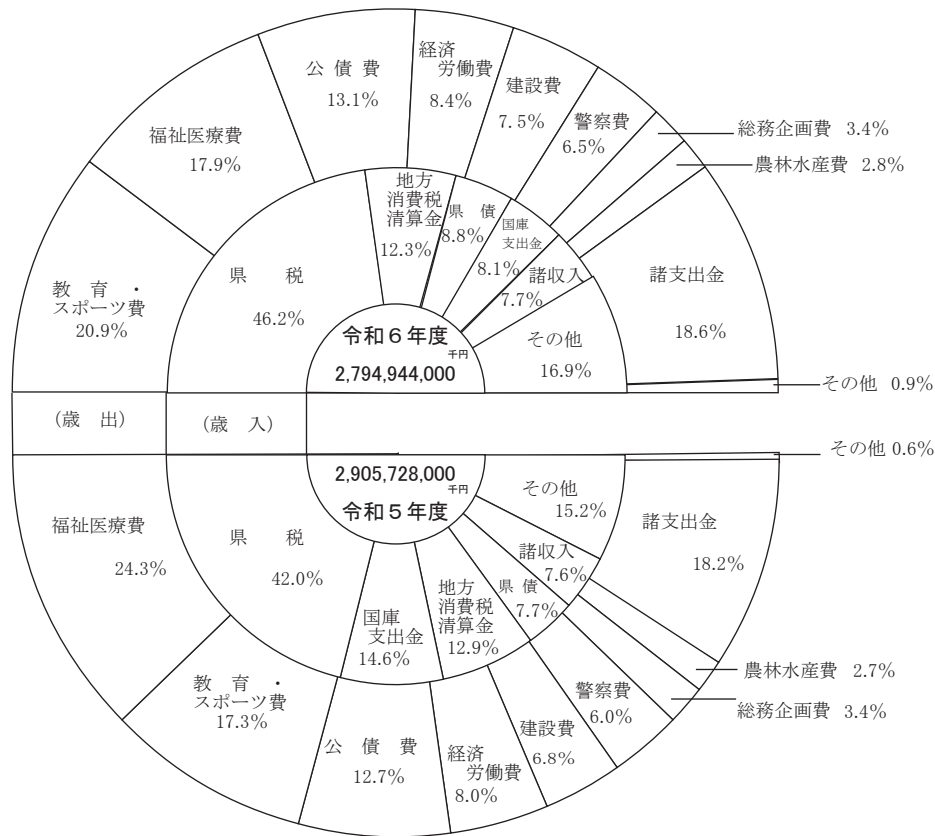 公 債 費
13.1%
経済
労働費
8.4%
建設費
7.5%
警察費
6.5%
総務企画費 3.4%
農林水産費 2.8%
福祉医療費
17.9%
地方
消費税
清算金
12.3%
県 債
8.8%
国庫
支出金
8.1%
諸収入
7.7%
諸支出金
18.6%
教 育 ・
スポーツ費
20.9%
県 税
46.2%
その他
16.9%
令和6年度
千円
2,794,944,000
その他 0.9%
(歳 出)
(歳 入)
その他 0.6%
2,905,728,000
千円
令和5年度
その他
15.2%
諸支出金
18.2%
福祉医療費
24.3%
県 税
42.0%
諸収入
7.6%
県 債
7.7%
地方
消費税
清算金
12.9%
国庫
支出金
14.6%
農林水産費 2.7%
総務企画費 3.4%
教 育 ・
スポーツ費
17.3%
警察費
6.0%
建設費
6.8%
公 債 費
12.7%
経済
労働費
8.0%